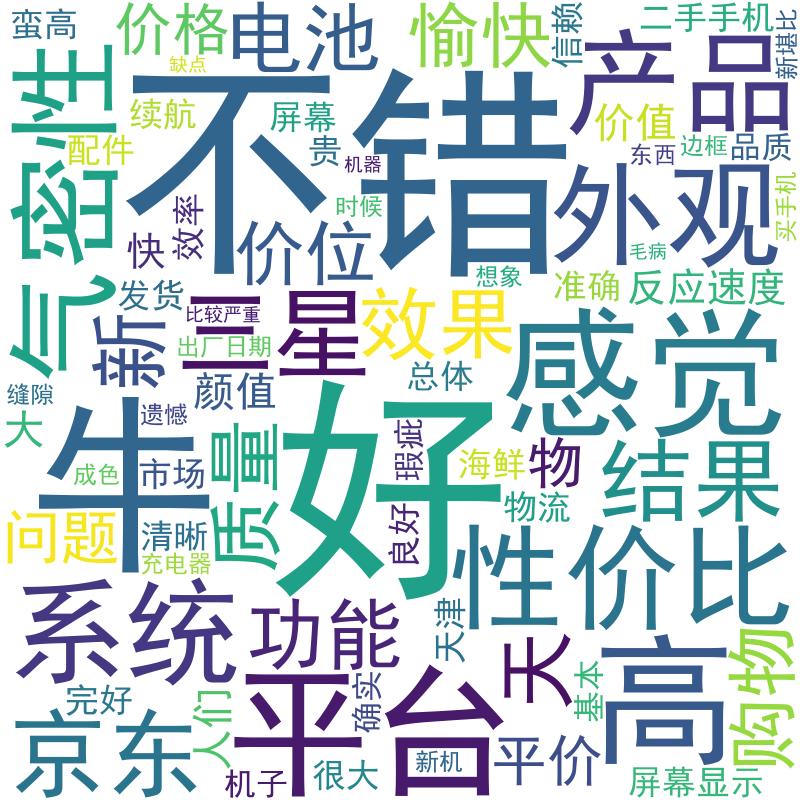 蛮高
价格
缺点
电池
愉快
信赖
二手手机
新堪比
气密性
续航
屏幕
不错
产品
配件
贵
机器
价值
东西
边框
品质
效率
时候
外观
买手机
快
价位
想象
毛病
准确
反应速度
发货
新
比较严重
三星
效果
出厂日期
感觉
缝隙
颜值
总体
大
遗憾
牛
质量
好
瑕疵
成色
市场
海鲜
物
结果
问题
清晰
良好
物流
充电器
性价比
系统
功能
天津
天
高
购物
完好
人们
平台
确实
基本
京东
机子
很大
新机
平价
屏幕显示